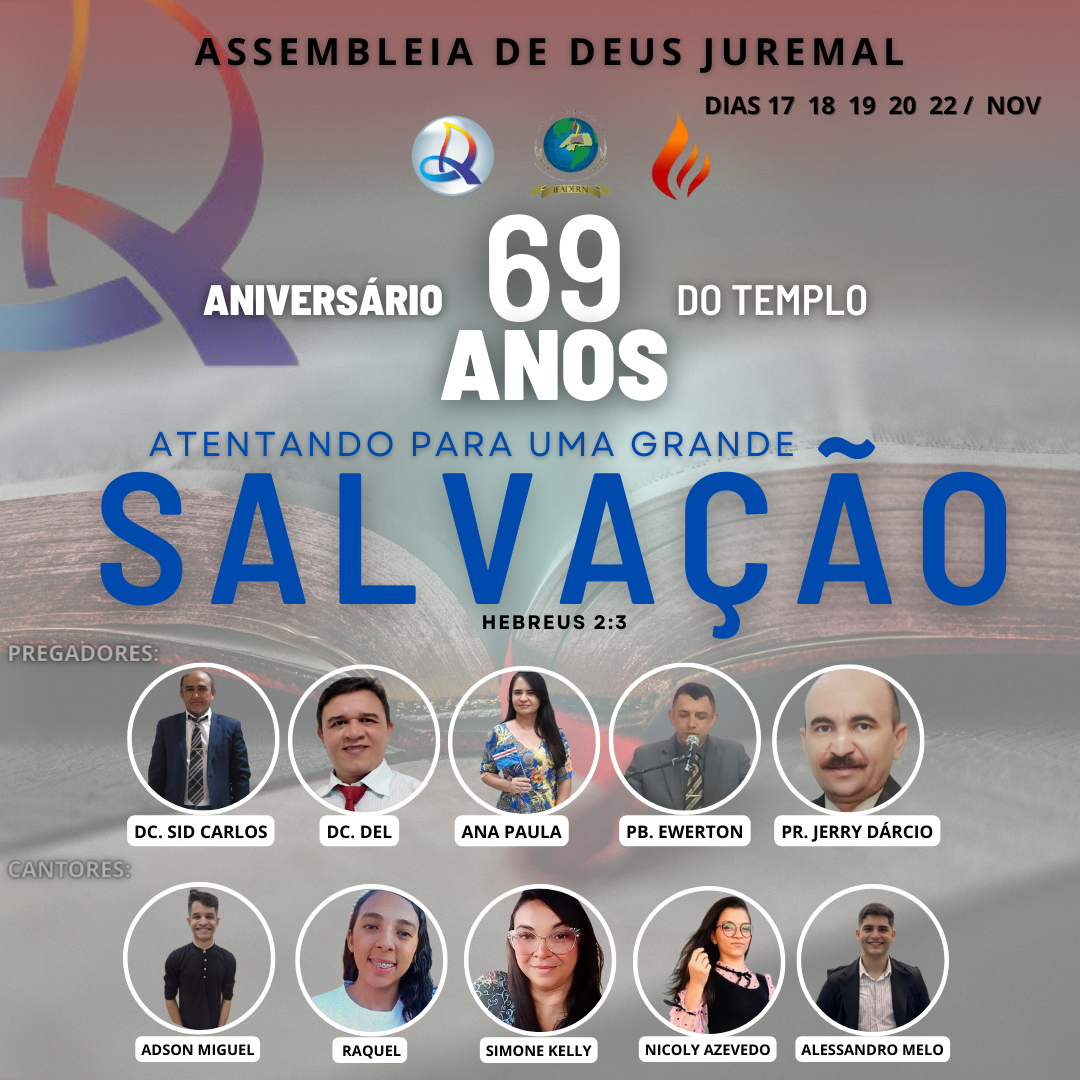 ASSEMBLEIA DE DEUS JUREMAL
DIAS 17 18 19 20 22 / NOV
IEADERN
ANIVERSÁRIO 69 DO TEMPLO
ANOS
ATENTANDO PARA UMA GRANDE
SALVAÇÃO
HEBREUS 2:3
PREGADORES:
DC. SID CARLOS DC. DEL ANA PAULA PB. EWERTON PR. JERRY DÁRCIO
CANTORES:
ADSON MIGUEL RAQUEL SIMONE KELLY NICOLY AZEVEDO ALESSANDRO MELO